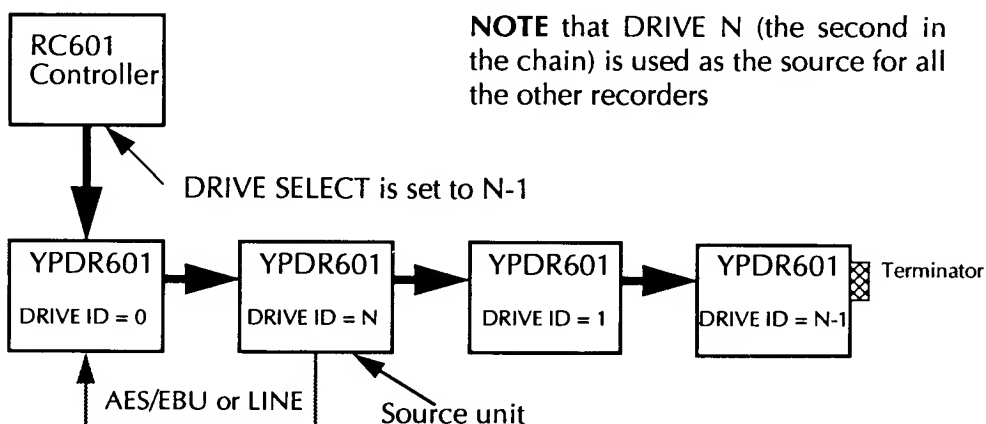 RC601
Controller
NOTE that DRIVE N (the second in
the chain) is used as the source for all
the other recorders
DRIVE SELECT is set to N-1
YPDR601
DRIVE ID = 0
YPDR601
DRIVE ID = N
YPDR601
DRIVE ID = 1
YPDR601
DRIVE ID = N-1
Terminator
AES/EBU or LINE
Source unit